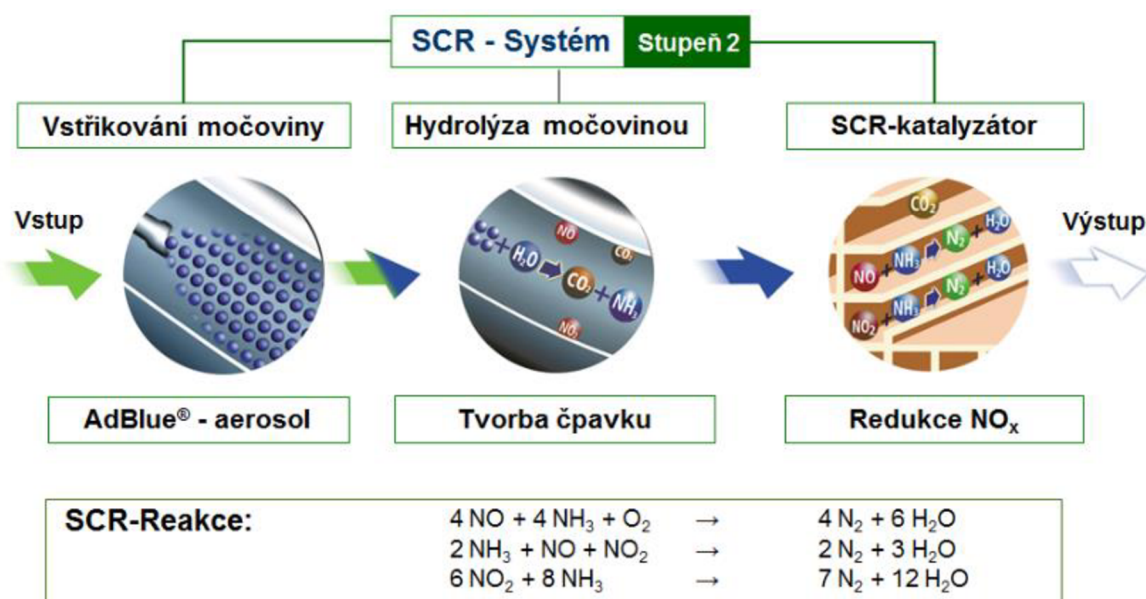 SCR - Systém Stupeň 2
Vstřikování močoviny
Hydrolýza močovinou
SCR-katalyzátor
Vstup
Výstup
NO
CO₂
+ H₂O CO₂ + NH₃
NO₂
CO₂
NO + NH₃ N₂ + H₂O
NO₂ + NH₃ N₂ + H₂O
AdBlue® - aerosol
Tvorba čpavku
Redukce NOₓ
SCR-Reakce: 4 NO + 4 NH₃ + O₂ → 4 N₂ + 6 H₂O
2 NH₃ + NO + NO₂ → 2 N₂ + 3 H₂O
6 NO₂ + 8 NH₃ → 7 N₂ + 12 H₂O